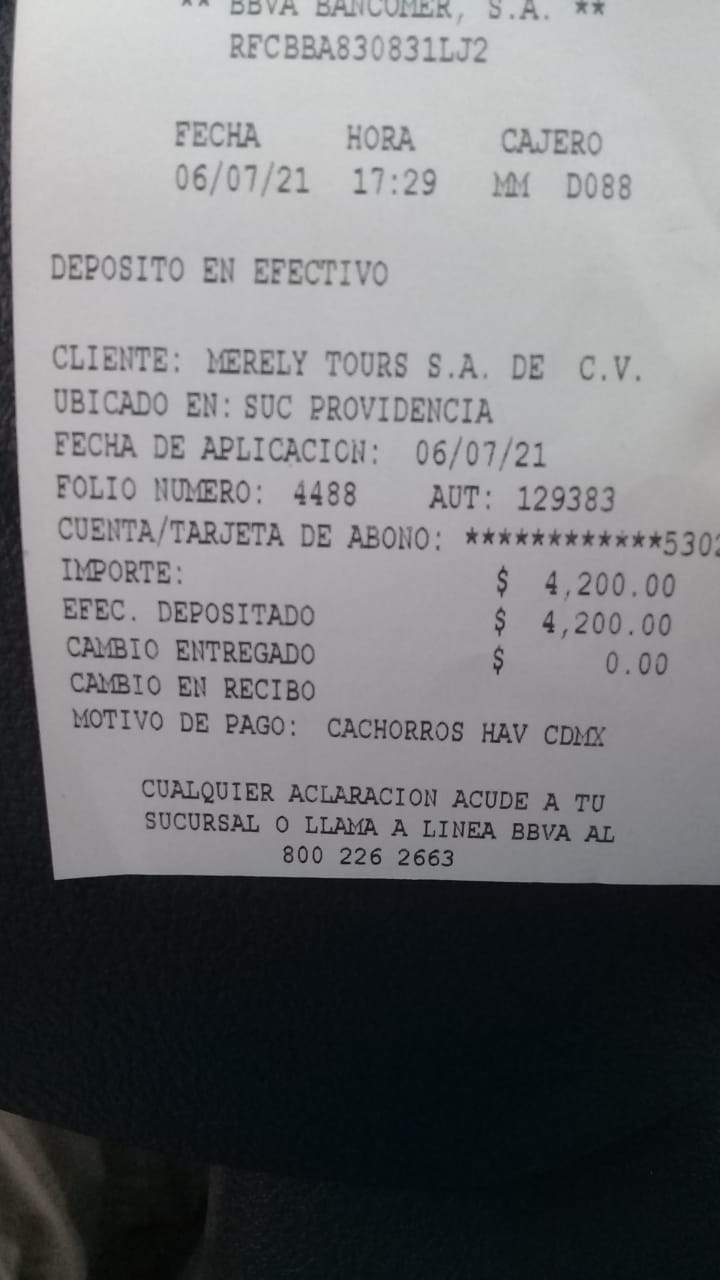 ** BBVA BANCOMER, S.A. **
RFCBBA830831LJ2
FECHA HORA CAJERO
06/07/21 17:29 MM D088
DEPOSITO EN EFECTIVO
CLIENTE: MERELY TOURS S.A. DE C.V.
UBICADO EN: SUC PROVIDENCIA
FECHA DE APLICACION: 06/07/21
FOLIO NUMERO: 4488 AUT: 129383
CUENTA/TARJETA DE ABONO: ************5302
IMPORTE: $ 4,200.00
EFEC. DEPOSITADO $ 4,200.00
CAMBIO ENTREGADO $ 0.00
CAMBIO EN RECIBO
MOTIVO DE PAGO: CACHORROS HAV CDMX
CUALQUIER ACLARACION ACUDE A TU
SUCURSAL O LLAMA A LINEA BBVA AL
800 226 2663